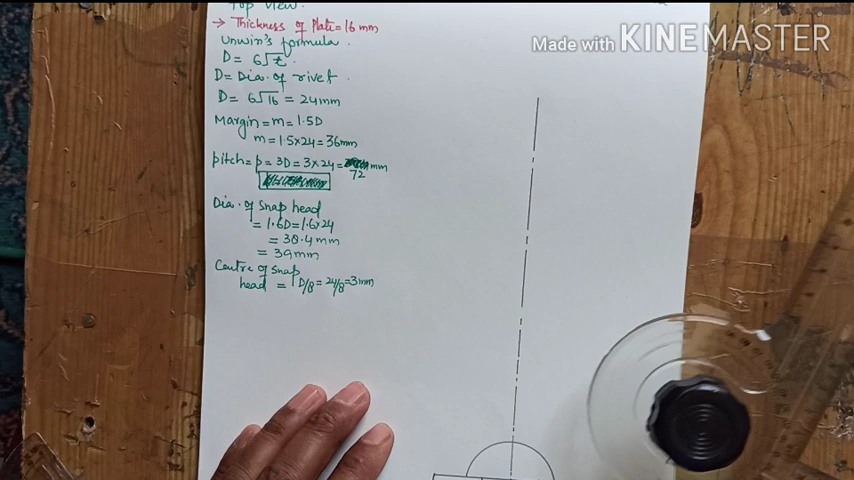 Top View.
Made with KINEMASTER
→ Thickness of Plate = 16 mm
Unwin's formula.
D = 6√t.
D = Dia. of rivet.
D = 6√16 = 24mm
Margin = m = 1.5D
m = 1.5×24 = 36mm
Pitch = p = 3D = 3×24 = mm
72
Dia. of Snap head
= 1.6D = 1.6×24
= 38.4 mm
= 39mm
Centre of Snap
head = D/8 = 24/8 = 3mm